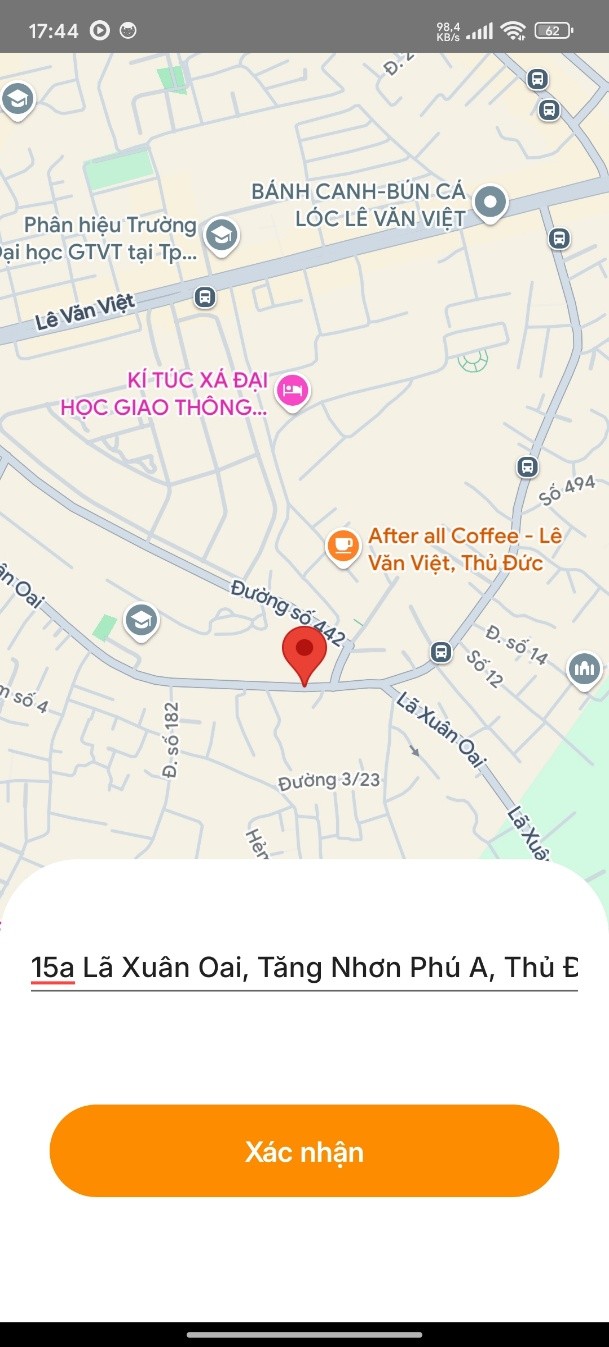 17:44
98,4
KB/s
62
Đ. 2
BÁNH CANH-BÚN CÁ
LÓC LÊ VĂN VIỆT
Phân hiệu Trường
Đại học GTVT tại Tp...
Lê Văn Việt
KÍ TÚC XÁ ĐẠI
HỌC GIAO THÔNG...
Số 494
After all Coffee - Lê
Văn Việt, Thủ Đức
ân Oai
Đường số 442
Đ. số 14
Số 12
m số 4
Đ. số 182
Lã Xuân Oai
Đường 3/23
Lã Xuâ
Hẻn
15a Lã Xuân Oai, Tăng Nhơn Phú A, Thủ Đ
Xác nhận